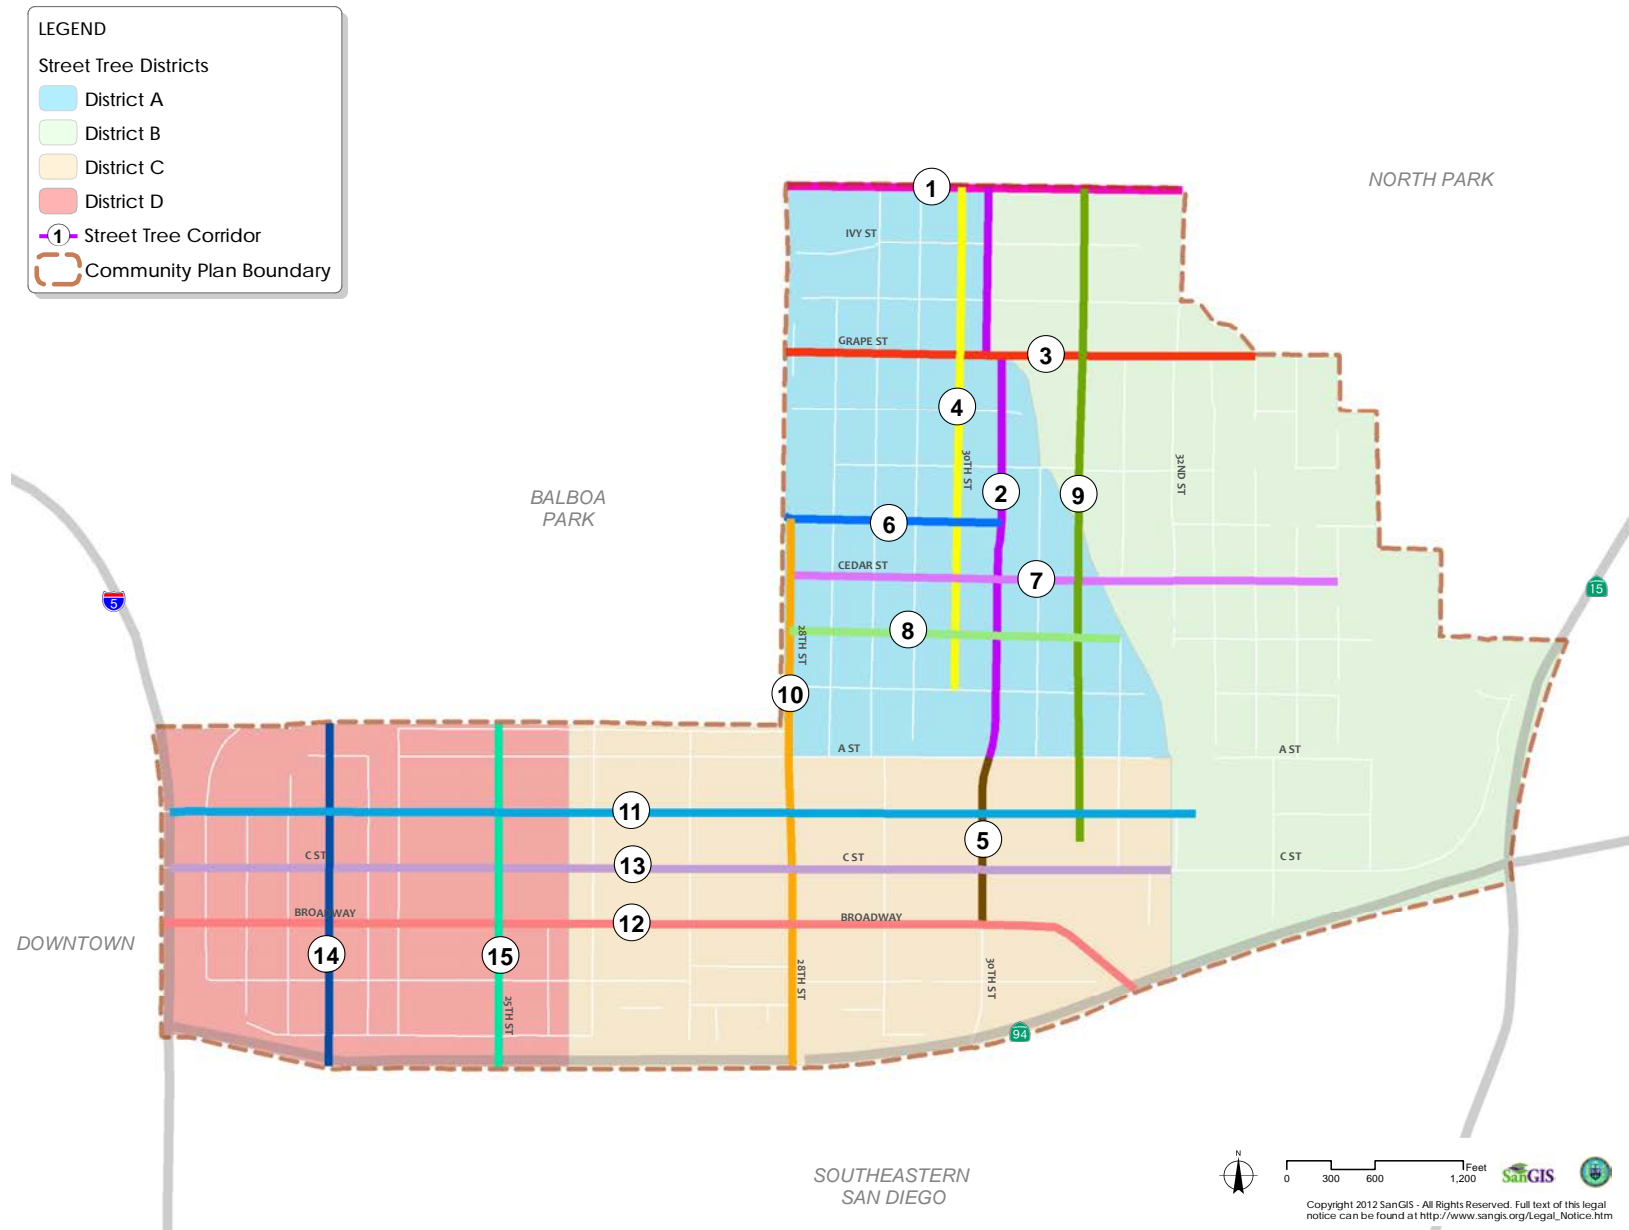 LEGEND
Street Tree Districts
District A
District B
District C
District D
1 Street Tree Corridor
Community Plan Boundary
NORTH PARK
1
IVY ST
GRAPE ST
3
4
30TH ST
32ND ST
2
9
BALBOA
PARK
6
CEDAR ST
7
5
15
8
28TH ST
10
A ST
A ST
11
5
C ST
13
C ST
C ST
BROADWAY
12
BROADWAY
DOWNTOWN
14
15
28TH ST
30TH ST
25TH ST
94
SOUTHEASTERN
SAN DIEGO
N
Feet
0 300 600 1,200
SanGIS
Copyright 2012 SanGIS - All Rights Reserved. Full text of this legal
notice can be found at http://www.sangis.org/Legal_Notice.htm